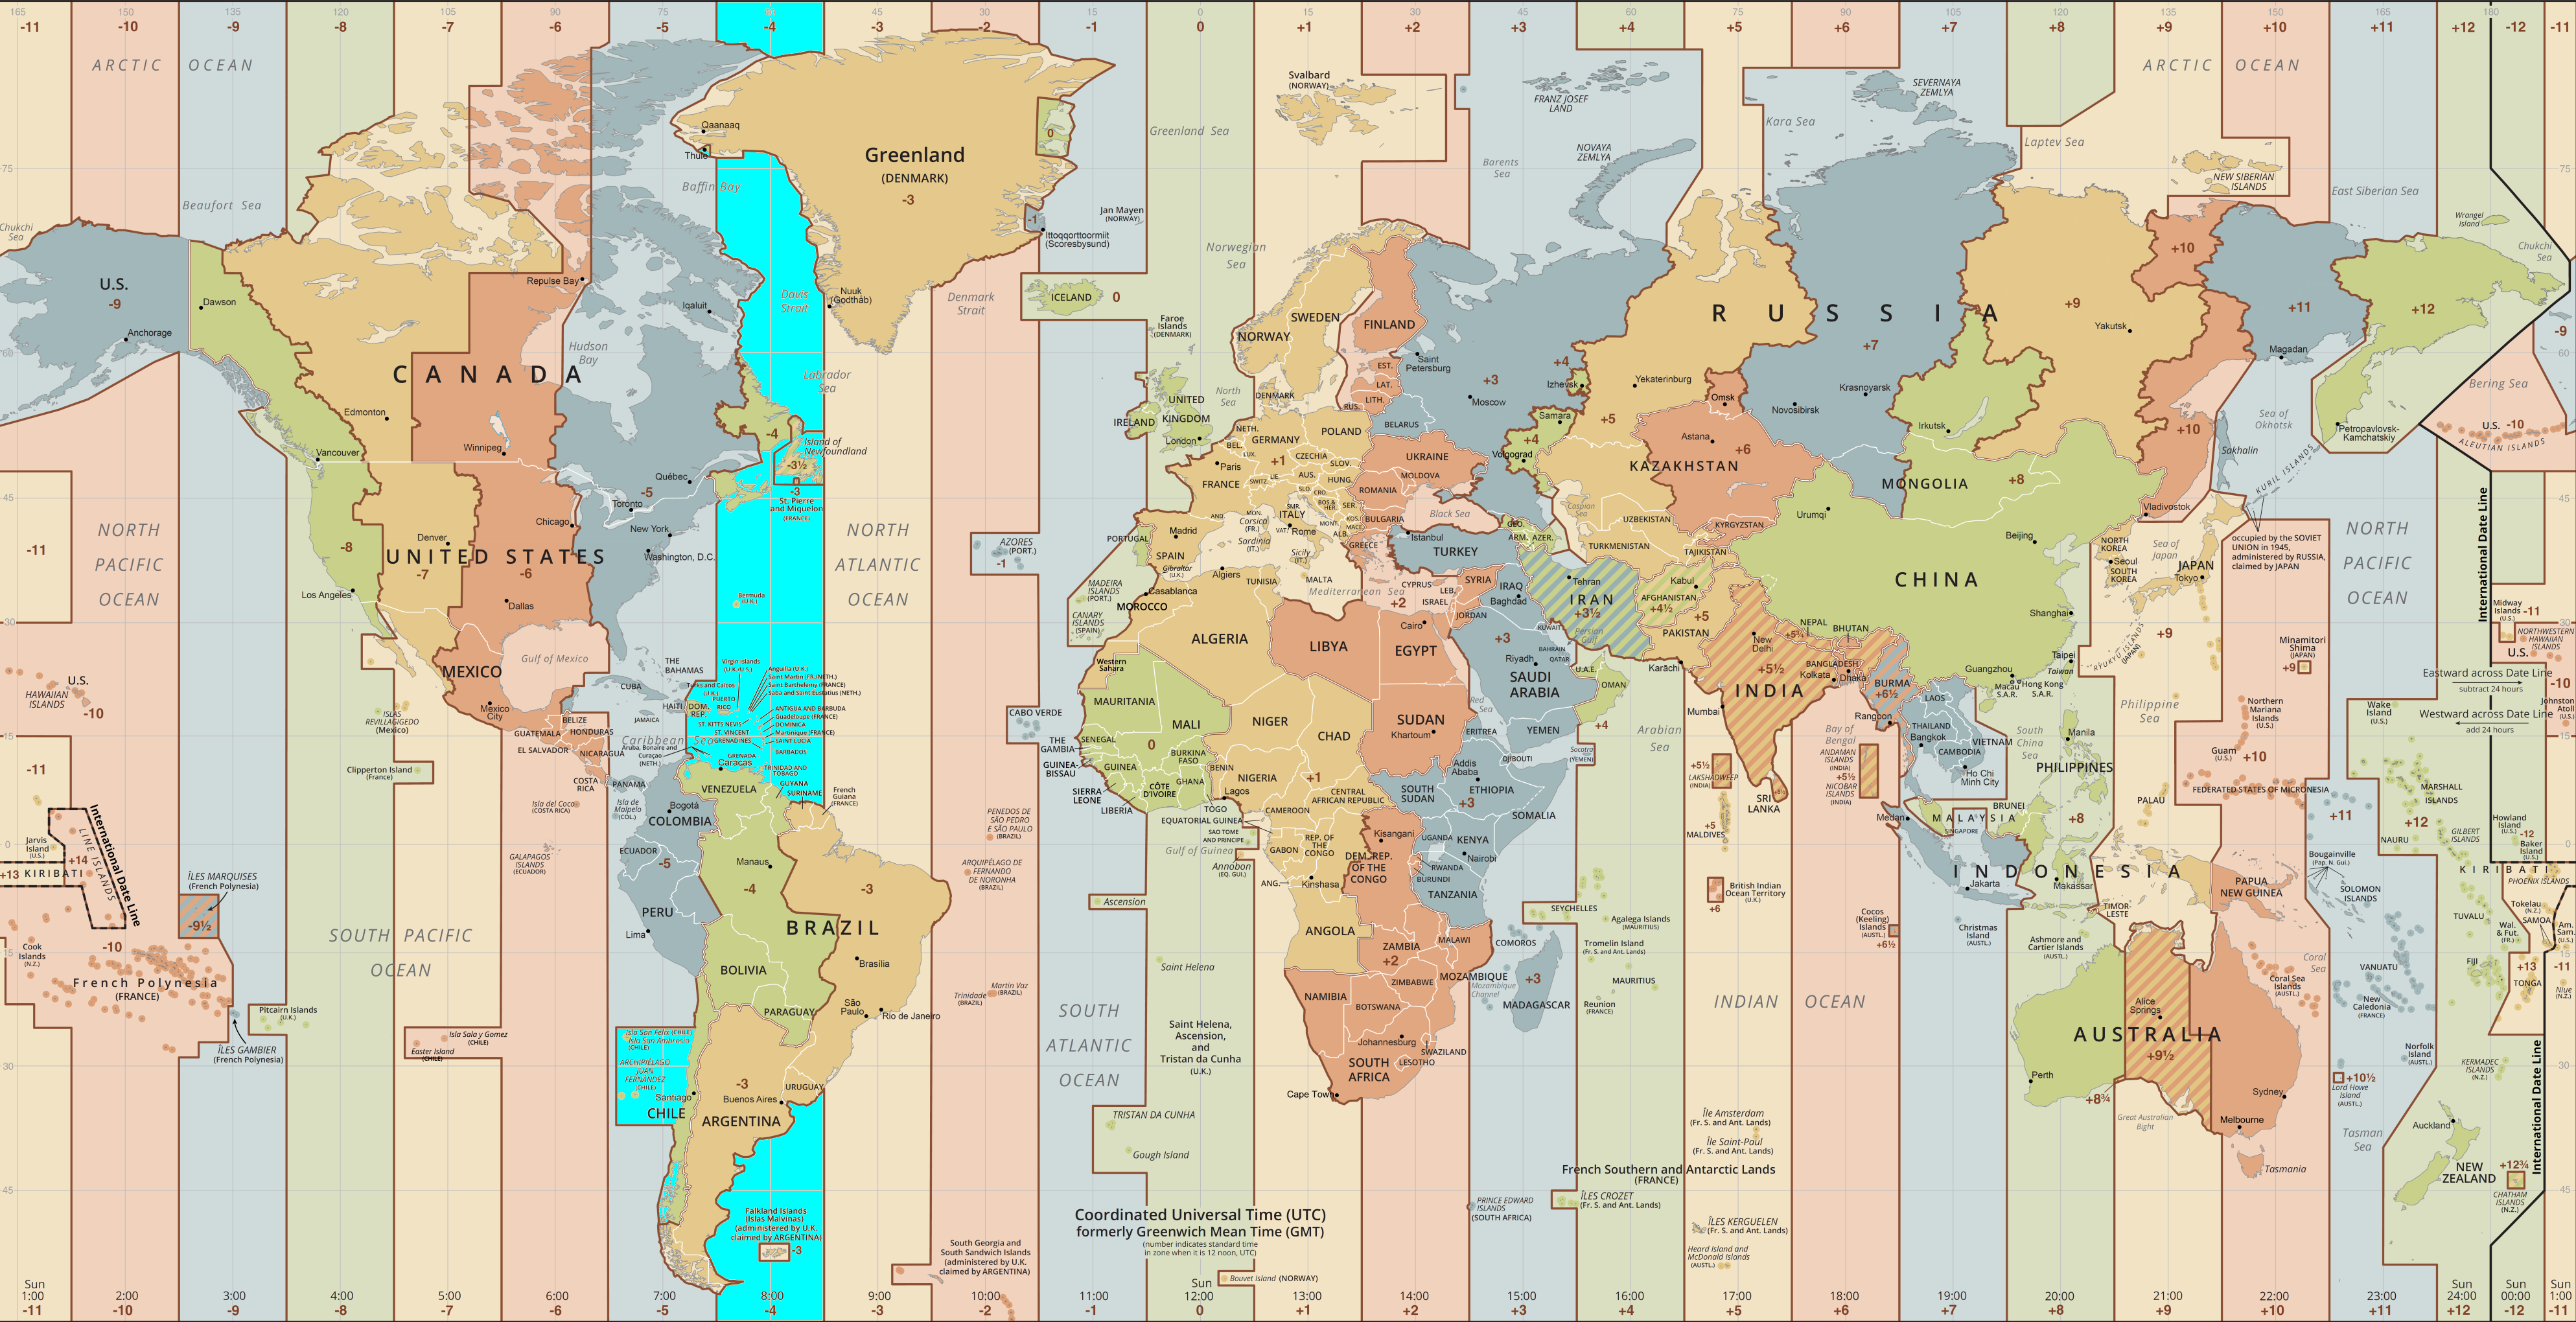 165 150 135 120 105 90 75 45 30 15 0 15 30 45 60 75 90 105 120 135 150 165 180
-11 -10 -9 -8 -7 -6 -5 -4 -3 -2 -1 0 +1 +2 +3 +4 +5 +6 +7 +8 +9 +10 +11 +12 -12 -11
ARCTIC OCEAN
ARCTIC OCEAN
Chukchi
Sea
Beaufort Sea
Qaanaaq
Thule
Baffin Bay
Greenland
(DENMARK)
-3
0
-1
Ittoqqortoormiit
(Scoresbysund)
Jan Mayen
(NORWAY)
Greenland Sea
Norwegian
Sea
Svalbard
(NORWAY)
Barents
Sea
FRANZ JOSEF
LAND
NOVAYA
ZEMLYA
Kara Sea
SEVERNAYA
ZEMLYA
Laptev Sea
NEW SIBERIAN
ISLANDS
East Siberian Sea
Wrangel
Island
Chukchi
Sea
U.S.
-9
Anchorage
Dawson
CANADA
Edmonton
Vancouver
Winnipeg
Repulse Bay
Hudson
Bay
Iqaluit
Davis
Strait
Labrador
Sea
Nuuk
(Godthåb)
Denmark
Strait
ICELAND
0
-4
-3½
Island of
Newfoundland
-3
St. Pierre
and Miquelon
(FRANCE)
Québec
-5
Toronto
New York
Washington, D.C.
Chicago
Denver
UNITED STATES
-8
-7
-6
Los Angeles
Dallas
Bermuda
(U.K.)
NORTH
PACIFIC
OCEAN
-11
NORTH
ATLANTIC
OCEAN
U.S.
HAWAIIAN
ISLANDS
-10
MEXICO
Mexico
City
Gulf of Mexico
ISLAS
REVILLAGIGEDO
(Mexico)
Clipperton Island
(France)
THE
BAHAMAS
CUBA
JAMAICA
HAITI
DOM.
REP.
Turks and Caicos
(U.K.)
PUERTO
RICO
Virgin Islands
(U.K./U.S.)
Anguilla (U.K.)
Saint Martin (FR./NETH.)
Saint Barthelemy (FRANCE)
Saba and Saint Eustatius (NETH.)
ANTIGUA AND BARBUDA
Guadeloupe (FRANCE)
DOMINICA
Martinique (FRANCE)
SAINT LUCIA
BARBADOS
ST. KITTS NEVIS
ST. VINCENT
GRENADINES
GRENADA
TRINIDAD AND
TOBAGO
Caribbean Sea
Aruba, Bonaire and
Curaçao
(NETH.)
BELIZE
GUATEMALA
HONDURAS
EL SALVADOR
NICARAGUA
COSTA
RICA
PANAMA
Isla del Coco
(COSTA RICA)
Isla de
Malpelo
(COL.)
Caracas
VENEZUELA
GUYANA
SURINAME
French
Guiana
(FRANCE)
Bogotá
COLOMBIA
ECUADOR
-5
GALAPAGOS
ISLANDS
(ECUADOR)
PERU
Lima
Manaus
-4
-3
BRAZIL
Brasília
BOLIVIA
PARAGUAY
São
Paulo
Rio de Janeiro
Isla San Felix (CHILE)
Isla San Ambrosio
(CHILE)
ARCHIPIÉLAGO
JUAN
FERNANDEZ
(CHILE)
Santiago
CHILE
-3
URUGUAY
Buenos Aires
ARGENTINA
Falkland Islands
(Islas Malvinas)
(administered by U.K.
claimed by ARGENTINA)
-3
South Georgia and
South Sandwich Islands
(administered by U.K.
claimed by ARGENTINA)
PENEDOS DE
SÃO PEDRO
E SÃO PAULO
(BRAZIL)
ARQUIPÉLAGO DE
FERNANDO
DE NORONHA
(BRAZIL)
Trinidade
(BRAZIL)
Martin Vaz
(BRAZIL)
-11
Jarvis
Island
(U.S.)
+14
LINE ISLANDS
International Date Line
+13 KIRIBATI
ÎLES MARQUISES
(French Polynesia)
-9½
-10
Cook
Islands
(N.Z.)
French Polynesia
(FRANCE)
Pitcairn Islands
(U.K.)
ÎLES GAMBIER
(French Polynesia)
SOUTH PACIFIC
OCEAN
Isla Sala y Gomez
(CHILE)
Easter Island
(CHILE)
AZORES
(PORT.)
-1
MADEIRA
ISLANDS
(PORT.)
CANARY
ISLANDS
(SPAIN)
CABO VERDE
Faroe
Islands
(DENMARK)
North
Sea
UNITED
KINGDOM
IRELAND
London
NORWAY
SWEDEN
FINLAND
DENMARK
EST.
LAT.
LITH.
RUS.
NETH.
BEL.
LUX.
GERMANY
POLAND
BELARUS
Paris
FRANCE
+1
CZECHIA
SLOV.
SWITZ.
LIE.
AUS.
HUNG.
UKRAINE
MOLDOVA
ROMANIA
SLO.
CRO.
BOS.&
HER.
SER.
BULGARIA
MONT.
KOS.
MACE.
ALB.
GREECE
ITALY
SMR.
MON.
VAT.
Rome
Corsica
(FR.)
Sardinia
(IT.)
Sicily
(IT.)
AND.
Madrid
SPAIN
PORTUGAL
Gibraltar
(U.K.)
Algiers
TUNISIA
MALTA
Mediterranean Sea
Casablanca
MOROCCO
Western
Sahara
ALGERIA
LIBYA
EGYPT
Cairo
+2
CYPRUS
LEB.
ISRAEL
SYRIA
JORDAN
Black Sea
Istanbul
TURKEY
GEO.
ARM. AZER.
Caspian
Sea
IRAQ
Baghdad
Tehran
IRAN
+3½
KUWAIT
Persian
Gulf
BAHRAIN
QATAR
U.A.E.
OMAN
+4
+3
Riyadh
SAUDI
ARABIA
YEMEN
Socotra
(YEMEN)
Red
Sea
MAURITANIA
MALI
NIGER
CHAD
SUDAN
Khartoum
ERITREA
DJIBOUTI
0
THE
GAMBIA
SENEGAL
GUINEA-
BISSAU
GUINEA
SIERRA
LEONE
LIBERIA
CÔTE
D'IVOIRE
BURKINA
FASO
GHANA
TOGO
BENIN
NIGERIA
Lagos
+1
CAMEROON
CENTRAL
AFRICAN REPUBLIC
EQUATORIAL GUINEA
SAO TOME
AND PRINCIPE
Gulf of Guinea
Annobón
(EQ. GUI.)
GABON
REP. OF
THE
CONGO
Kisangani
DEM. REP.
OF THE
CONGO
ANG.
Kinshasa
SOUTH
SUDAN
Addis
Ababa
ETHIOPIA
+3
SOMALIA
UGANDA
KENYA
Nairobi
RWANDA
BURUNDI
TANZANIA
ANGOLA
ZAMBIA
+2
MALAWI
MOZAMBIQUE
Mozambique
Channel
ZIMBABWE
NAMIBIA
BOTSWANA
Johannesburg
SWAZILAND
LESOTHO
SOUTH
AFRICA
Cape Town
COMOROS
+3
MADAGASCAR
SEYCHELLES
Agalega Islands
(MAURITIUS)
Tromelin Island
(Fr. S. and Ant. Lands)
MAURITIUS
Reunion
(FRANCE)
Ascension
Saint Helena
SOUTH
ATLANTIC
OCEAN
Saint Helena,
Ascension,
and
Tristan da Cunha
(U.K.)
TRISTAN DA CUNHA
Gough Island
Bouvet Island (NORWAY)
Coordinated Universal Time (UTC)
formerly Greenwich Mean Time (GMT)
(number indicates standard time
in zone when it is 12 noon, UTC)
PRINCE EDWARD
ISLANDS
(SOUTH AFRICA)
French Southern and Antarctic Lands
(FRANCE)
ÎLES CROZET
(Fr. S. and Ant. Lands)
Île Amsterdam
(Fr. S. and Ant. Lands)
Île Saint-Paul
(Fr. S. and Ant. Lands)
ÎLES KERGUELEN
(Fr. S. and Ant. Lands)
Heard Island and
McDonald Islands
(AUSTL.)
INDIAN OCEAN
RUSSIA
Saint
Petersburg
Moscow
+3
+4
Izhevsk
Samara
+4
Volgograd
Yekaterinburg
+5
Omsk
Novosibirsk
Krasnoyarsk
+7
Irkutsk
+8
+9
Yakutsk
+10
+10
+11
Magadan
+12
Petropavlovsk-
Kamchatskiy
Sea of
Okhotsk
Sakhalin
KURIL ISLANDS
Vladivostok
occupied by the SOVIET
UNION in 1945,
administered by RUSSIA,
claimed by JAPAN
Astana
+6
KAZAKHSTAN
UZBEKISTAN
TURKMENISTAN
KYRGYZSTAN
TAJIKISTAN
Kabul
AFGHANISTAN
+4½
+5
PAKISTAN
Karāchi
Urumqi
MONGOLIA
CHINA
Beijing
Shanghai
Guangzhou
Macau
S.A.R.
Hong Kong
S.A.R.
Taipei
Taiwan
NORTH
KOREA
Seoul
SOUTH
KOREA
Sea of
Japan
JAPAN
Tokyo
RYUKYU ISLANDS
(JAPAN)
+9
New
Delhi
NEPAL
+5¾
BHUTAN
BANGLADESH
Kolkata
Dhaka
+5½
INDIA
Mumbai
BURMA
+6½
Rangoon
LAOS
THAILAND
Bangkok
VIETNAM
CAMBODIA
Ho Chi
Minh City
Arabian
Sea
Bay of
Bengal
+5½
LAKSHADWEEP
(INDIA)
ANDAMAN
ISLANDS
(INDIA)
+5½
NICOBAR
ISLANDS
(INDIA)
SRI
LANKA
+5
MALDIVES
British Indian
Ocean Territory
(U.K.)
+6
South
China
Sea
Manila
PHILIPPINES
Philippine
Sea
BRUNEI
MALAYSIA
SINGAPORE
Medan
INDONESIA
Jakarta
Makassar
+8
PALAU
TIMOR-
LESTE
Cocos
(Keeling)
Islands
(AUSTL.)
+6½
Christmas
Island
(AUSTL.)
Ashmore and
Cartier Islands
(AUSTL.)
PAPUA
NEW GUINEA
Bougainville
(Pap. N. Gui.)
SOLOMON
ISLANDS
Coral
Sea
Coral Sea
Islands
(AUSTL.)
AUSTRALIA
Alice
Springs
+9½
Perth
+8¾
Great Australian
Bight
Sydney
Melbourne
Tasmania
Tasman
Sea
+10½
Lord Howe
Island
(AUSTL.)
Norfolk
Island
(AUSTL.)
VANUATU
New
Caledonia
(FRANCE)
FIJI
TUVALU
Wal.
& Fut.
(FR.)
Tokelau
(N.Z.)
SAMOA
Am.
Sam.
(U.S.)
+13
TONGA
-11
Niue
(N.Z.)
KERMADEC
ISLANDS
(N.Z.)
Auckland
NEW
ZEALAND
+12¾
CHATHAM
ISLANDS
(N.Z.)
International Date Line
NORTH
PACIFIC
OCEAN
International Date Line
Bering Sea
-9
U.S. -10
ALEUTIAN ISLANDS
Midway
Islands
(U.S.)
-11
NORTHWESTERN
HAWAIIAN
ISLANDS
U.S.
-10
Minamitori
Shima
(JAPAN)
+9
Eastward across Date Line
subtract 24 hours
Westward across Date Line
add 24 hours
Wake
Island
(U.S.)
Johnston
Atoll
(U.S.)
Northern
Mariana
Islands
(U.S.)
Guam
(U.S.)
+10
FEDERATED STATES OF MICRONESIA
+11
MARSHALL
ISLANDS
+12
NAURU
GILBERT
ISLANDS
Howland
Island
(U.S.)
-12
Baker
Island
(U.S.)
KIRIBATI
PHOENIX ISLANDS
75 60 45 30 15 0 15 30 45
Sun Sun Sun Sun Sun
1:00 2:00 3:00 4:00 5:00 6:00 7:00 8:00 9:00 10:00 11:00 12:00 13:00 14:00 15:00 16:00 17:00 18:00 19:00 20:00 21:00 22:00 23:00 24:00 00:00 1:00
-11 -10 -9 -8 -7 -6 -5 -4 -3 -2 -1 0 +1 +2 +3 +4 +5 +6 +7 +8 +9 +10 +11 +12 -12 -11